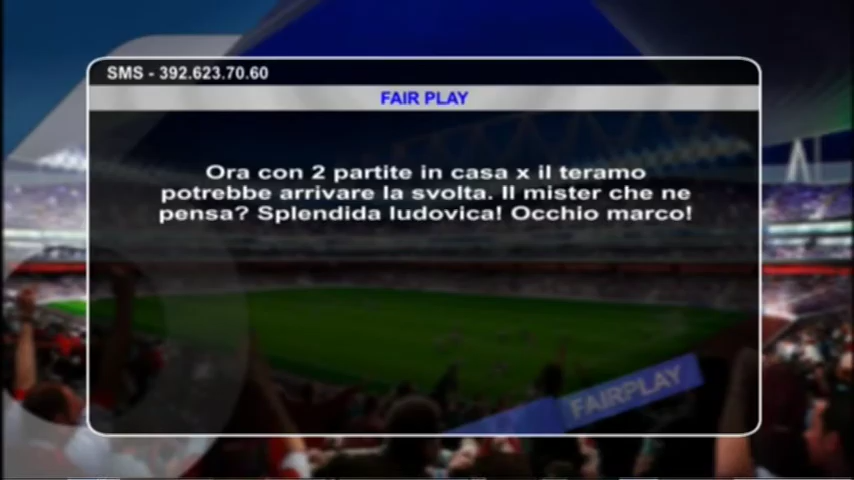 SMS - 392.623.70.60
FAIR PLAY
Ora con 2 partite in casa x il teramo
potrebbe arrivare la svolta. Il mister che ne
pensa? Splendida ludovica! Occhio marco!
FAIRPLAY